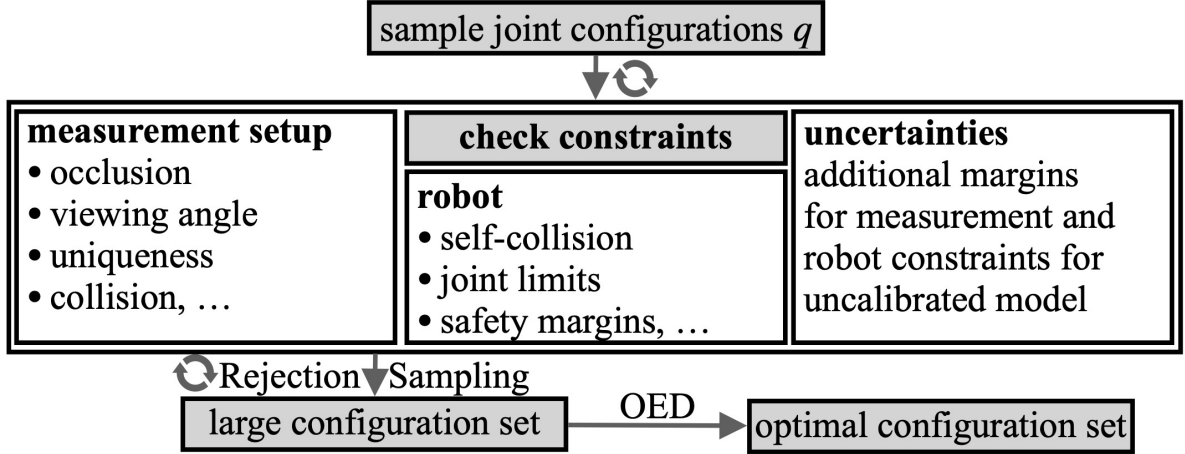 sample joint configurations q
measurement setup
• occlusion
• viewing angle
• uniqueness
• collision, …
check constraints
robot
• self-collision
• joint limits
• safety margins, …
uncertainties
additional margins
for measurement and
robot constraints for
uncalibrated model
Rejection Sampling
large configuration set
OED
optimal configuration set